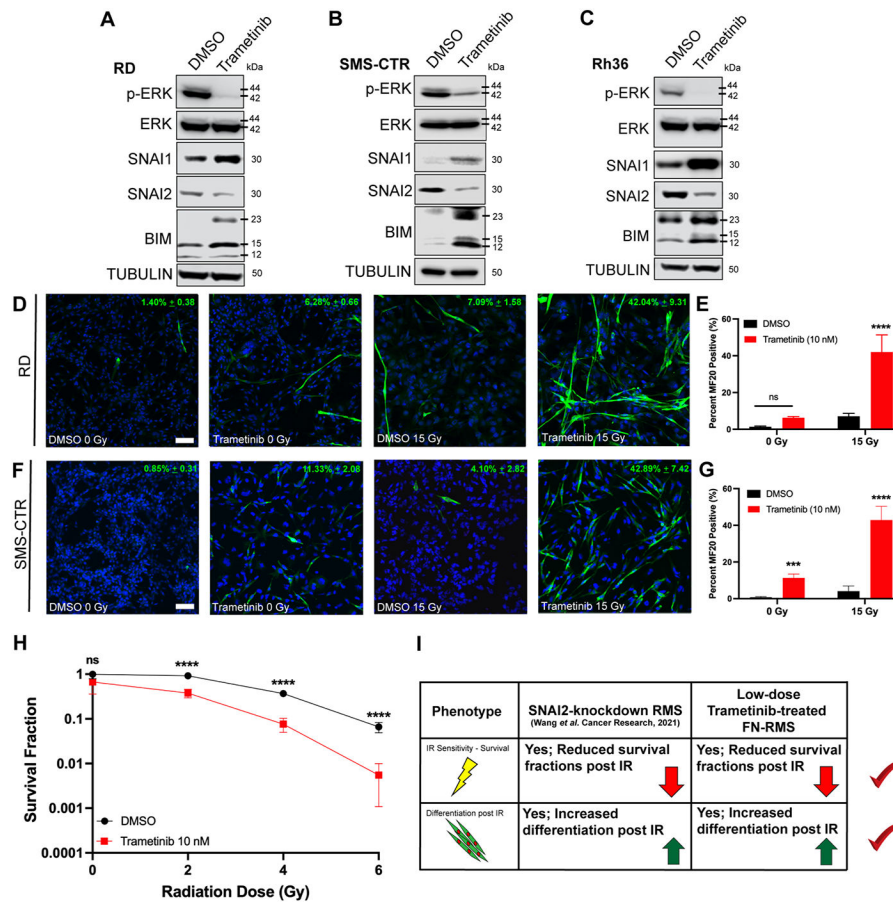 A
RD
DMSO
Trametinib
kDa
p-ERK
44
42
ERK
44
42
SNAI1
30
SNAI2
30
BIM
23
15
12
TUBULIN
50
B
SMS-CTR
DMSO
Trametinib
kDa
p-ERK
44
42
ERK
44
42
SNAI1
30
SNAI2
30
BIM
23
15
12
TUBULIN
50
C
Rh36
DMSO
Trametinib
kDa
p-ERK
44
42
ERK
44
42
SNAI1
30
SNAI2
30
BIM
23
15
12
TUBULIN
50
D
RD
1.40% ± 0.38
DMSO 0 Gy
6.28% ± 0.66
Trametinib 0 Gy
7.09% ± 1.58
DMSO 15 Gy
42.04% ± 9.31
Trametinib 15 Gy
E
Percent MF20 Positive (%)
60
40
20
0
DMSO
Trametinib (10 nM)
ns
****
0 Gy
15 Gy
F
SMS-CTR
0.85% ± 0.31
DMSO 0 Gy
11.33% ± 2.08
Trametinib 0 Gy
4.10% ± 2.82
DMSO 15 Gy
42.89% ± 7.42
Trametinib 15 Gy
G
Percent MF20 Positive (%)
60
40
20
0
DMSO
Trametinib (10 nM)
***
****
0 Gy
15 Gy
H
Survival Fraction
1
0.1
0.01
0.001
0.0001
ns
****
****
****
DMSO
Trametinib 10 nM
0
2
4
6
Radiation Dose (Gy)
I
Phenotype
SNAI2-knockdown RMS
(Wang et al. Cancer Research, 2021)
Low-dose
Trametinib-treated
FN-RMS
IR Sensitivity - Survival
Yes; Reduced survival
fractions post IR
Yes; Reduced survival
fractions post IR
Differentiation post IR
Yes; Increased
differentiation post IR
Yes; Increased
differentiation post IR